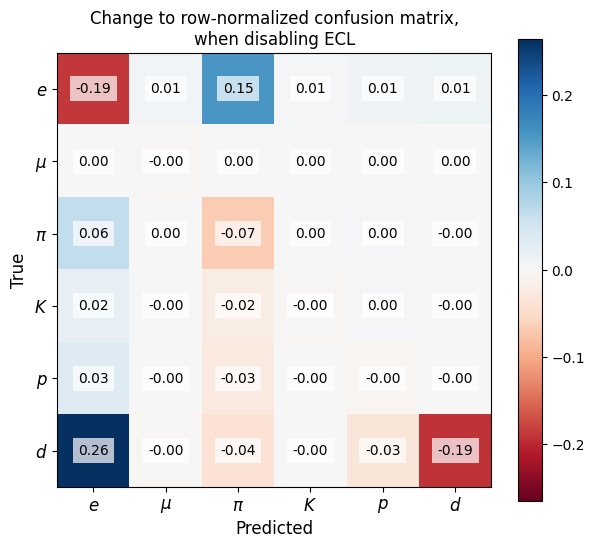 Change to row-normalized confusion matrix,
when disabling ECL
e -0.19 0.01 0.15 0.01 0.01 0.01
μ 0.00 -0.00 0.00 0.00 0.00 0.00
π 0.06 0.00 -0.07 0.00 0.00 -0.00
K 0.02 -0.00 -0.02 -0.00 0.00 -0.00
p 0.03 -0.00 -0.03 -0.00 -0.00 -0.00
d 0.26 -0.00 -0.04 -0.00 -0.03 -0.19
e μ π K p d
Predicted
True
0.2
0.1
0.0
−0.1
−0.2